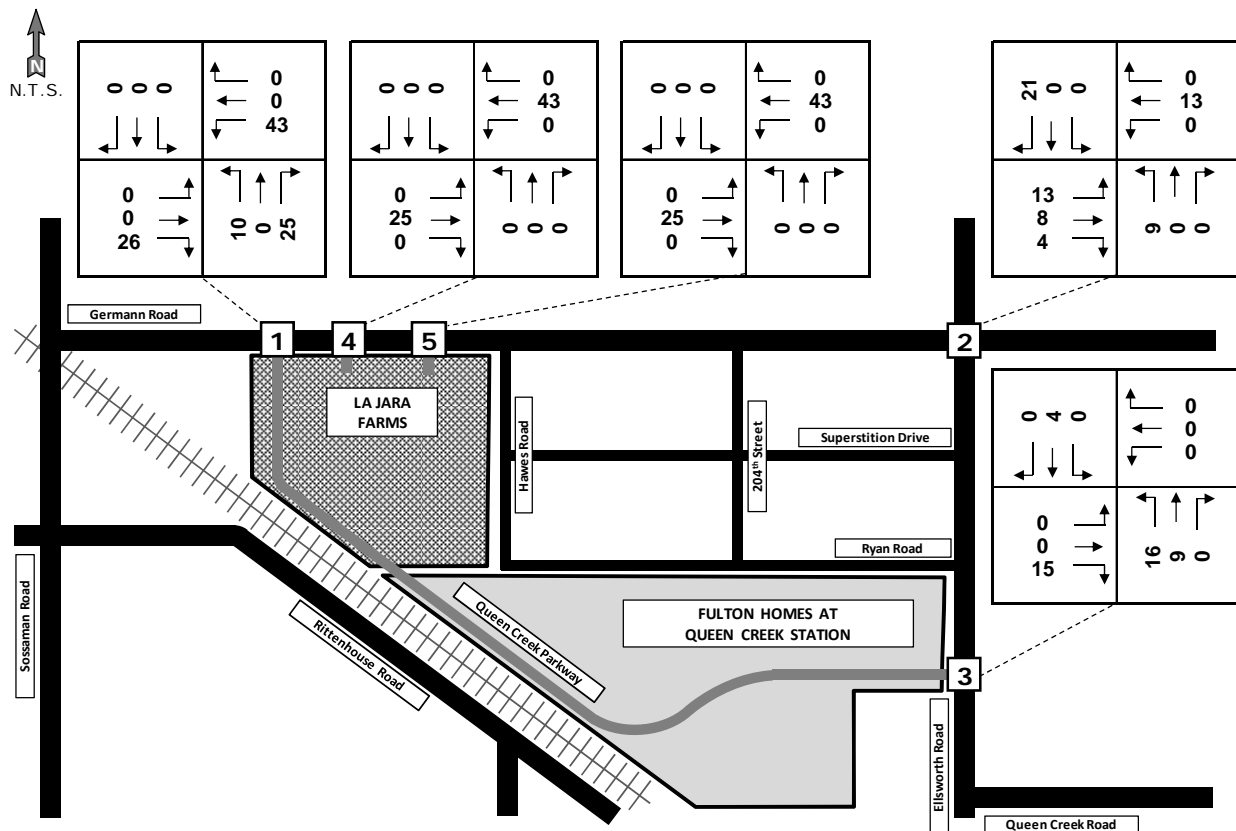 N
N.T.S.
0 0 0
0
0
43
0
0
26
10 0 25
0 0 0
0
43
0
0
25
0
0 0 0
0 0 0
0
43
0
0
25
0
0 0 0
21 0 0
0
13
0
13
8
4
9 0 0
Germann Road
1
4
5
2
LA JARA
FARMS
Hawes Road
204th Street
Superstition Drive
Ryan Road
0 4 0
0
0
0
0
0
15
16 9 0
Sossaman Road
Rittenhouse Road
Queen Creek Parkway
FULTON HOMES AT
QUEEN CREEK STATION
3
Ellsworth Road
Queen Creek Road